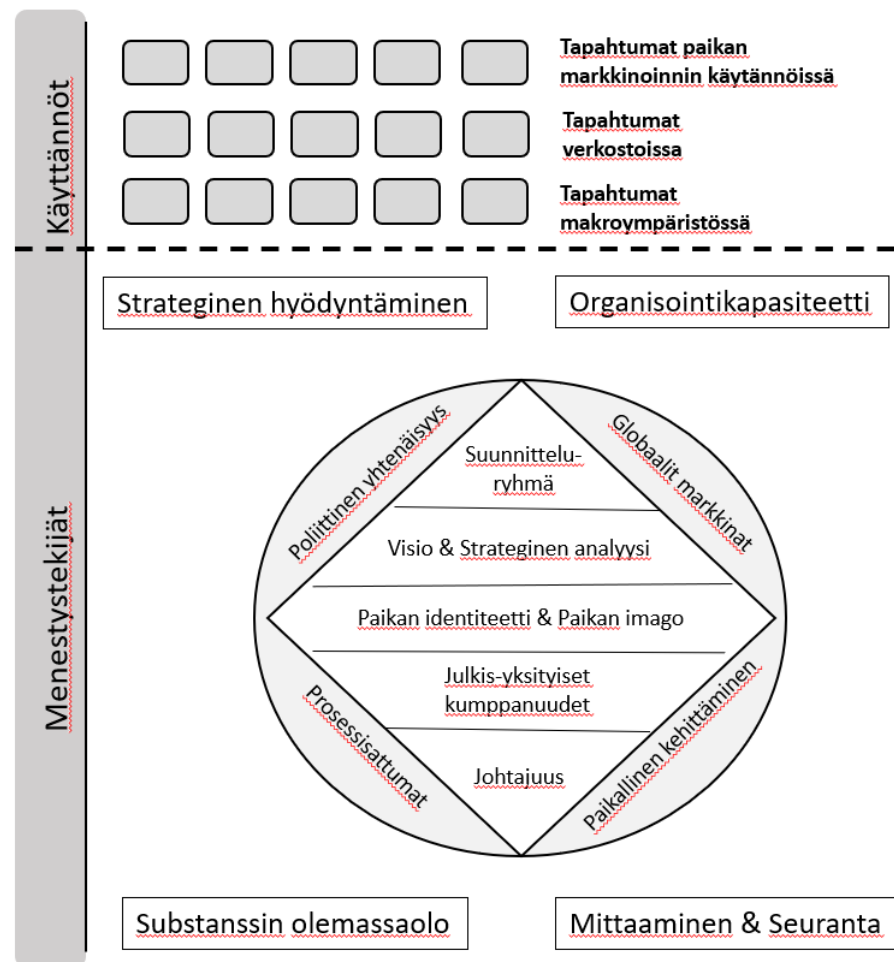 Käyttännöt
Tapahtumat paikan
markkinoinnin käytännöissä
Tapahtumat
verkostoissa
Tapahtumat
makroympäristössä
Menestystekijät
Strateginen hyödyntäminen
Organisointikapasiteetti
Poliittinen yhtenäisyys
Globaalit markkinat
Suunnittelu-
ryhmä
Visio & Strateginen analyysi
Paikan identiteetti & Paikan imago
Julkis-yksityiset
kumppanuudet
Johtajuus
Prosessisattumat
Paikallinen kehittäminen
Substanssin olemassaolo
Mittaaminen & Seuranta